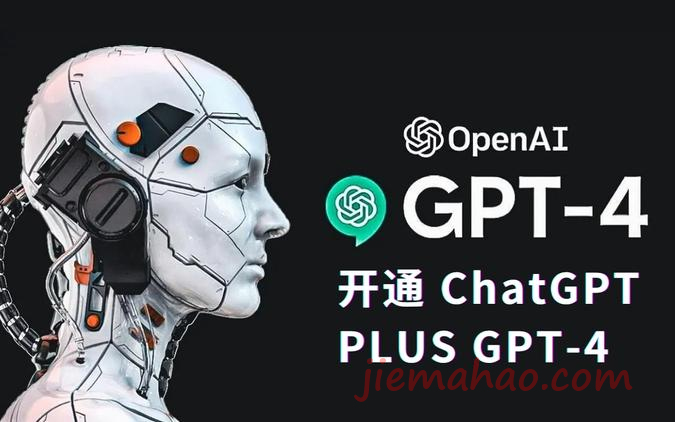 OpenAI
GPT-4
开通 ChatGPT
PLUS GPT-4
jiemahao.com